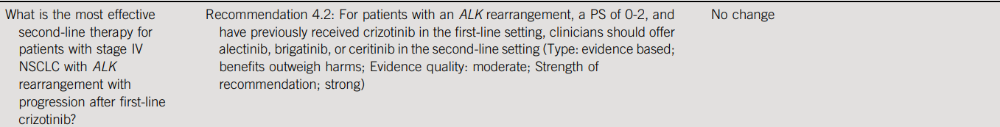 What is the most effective
second-line therapy for
patients with stage IV
NSCLC with ALK
rearrangement with
progression after first-line
crizotinib?
Recommendation 4.2: For patients with an ALK rearrangement, a PS of 0-2, and
have previously received crizotinib in the first-line setting, clinicians should offer
alectinib, brigatinib, or ceritinib in the second-line setting (Type: evidence based;
benefits outweigh harms; Evidence quality: moderate; Strength of
recommendation; strong)
No change